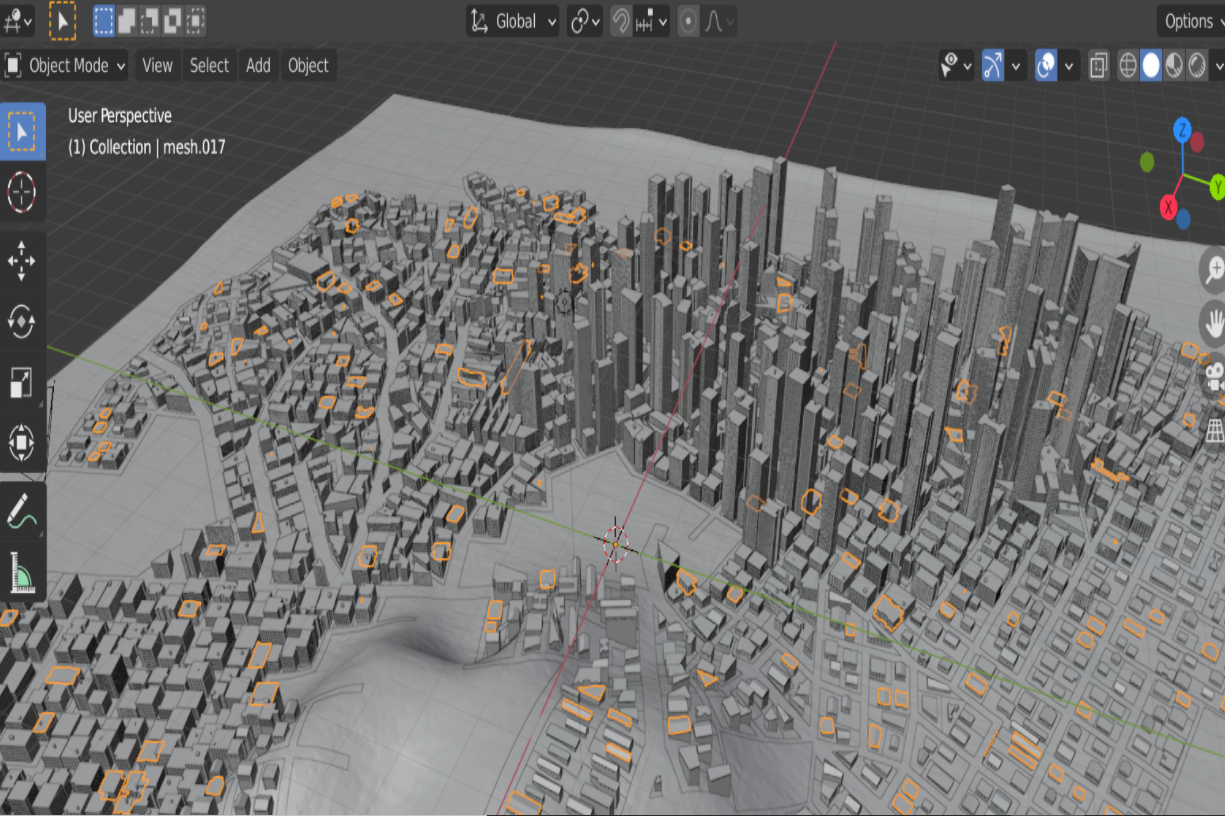 Global
Options
Object Mode View Select Add Object
User Perspective
(1) Collection | mesh.017
Z
Y
X